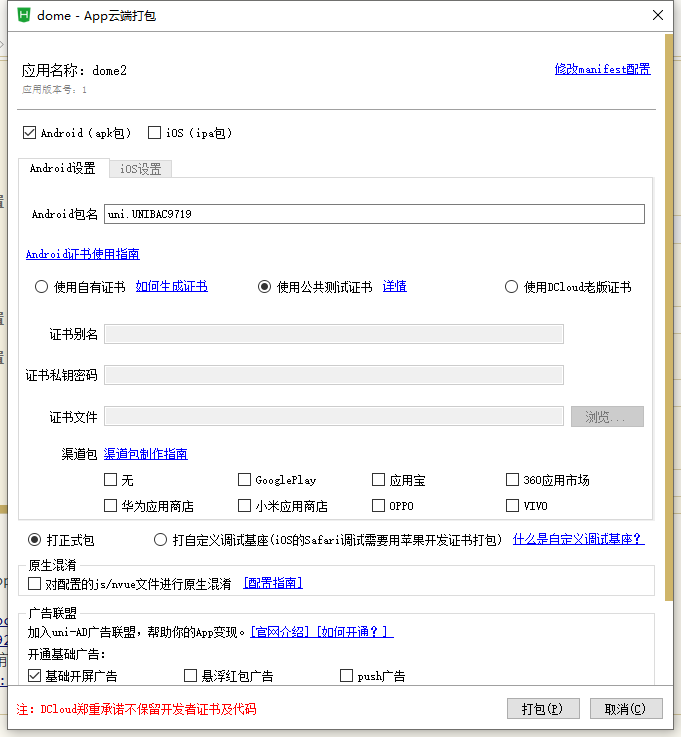 dome - App云端打包
应用名称：dome2
修改manifest配置
应用版本号：1
Android（apk包） iOS（ipa包）
Android设置 iOS设置
Android包名 uni.UNIBAC9719
Android证书使用指南
使用自有证书 如何生成证书 使用公共测试证书 详情 使用DCloud老版证书
证书别名
证书私钥密码
证书文件 浏览...
渠道包 渠道包制作指南
无 GooglePlay 应用宝 360应用市场
华为应用商店 小米应用商店 OPPO VIVO
打正式包 打自定义调试基座(iOS的Safari调试需要用苹果开发证书打包) 什么是自定义调试基座？
原生混淆
对配置的js/nvue文件进行原生混淆 [配置指南]
广告联盟
加入uni-AD广告联盟，帮助你的App变现。[官网介绍] [如何开通？]
开通基础广告：
基础开屏广告 悬浮红包广告 push广告
注：DCloud郑重承诺不保留开发者证书及代码
打包(P) 取消(C)